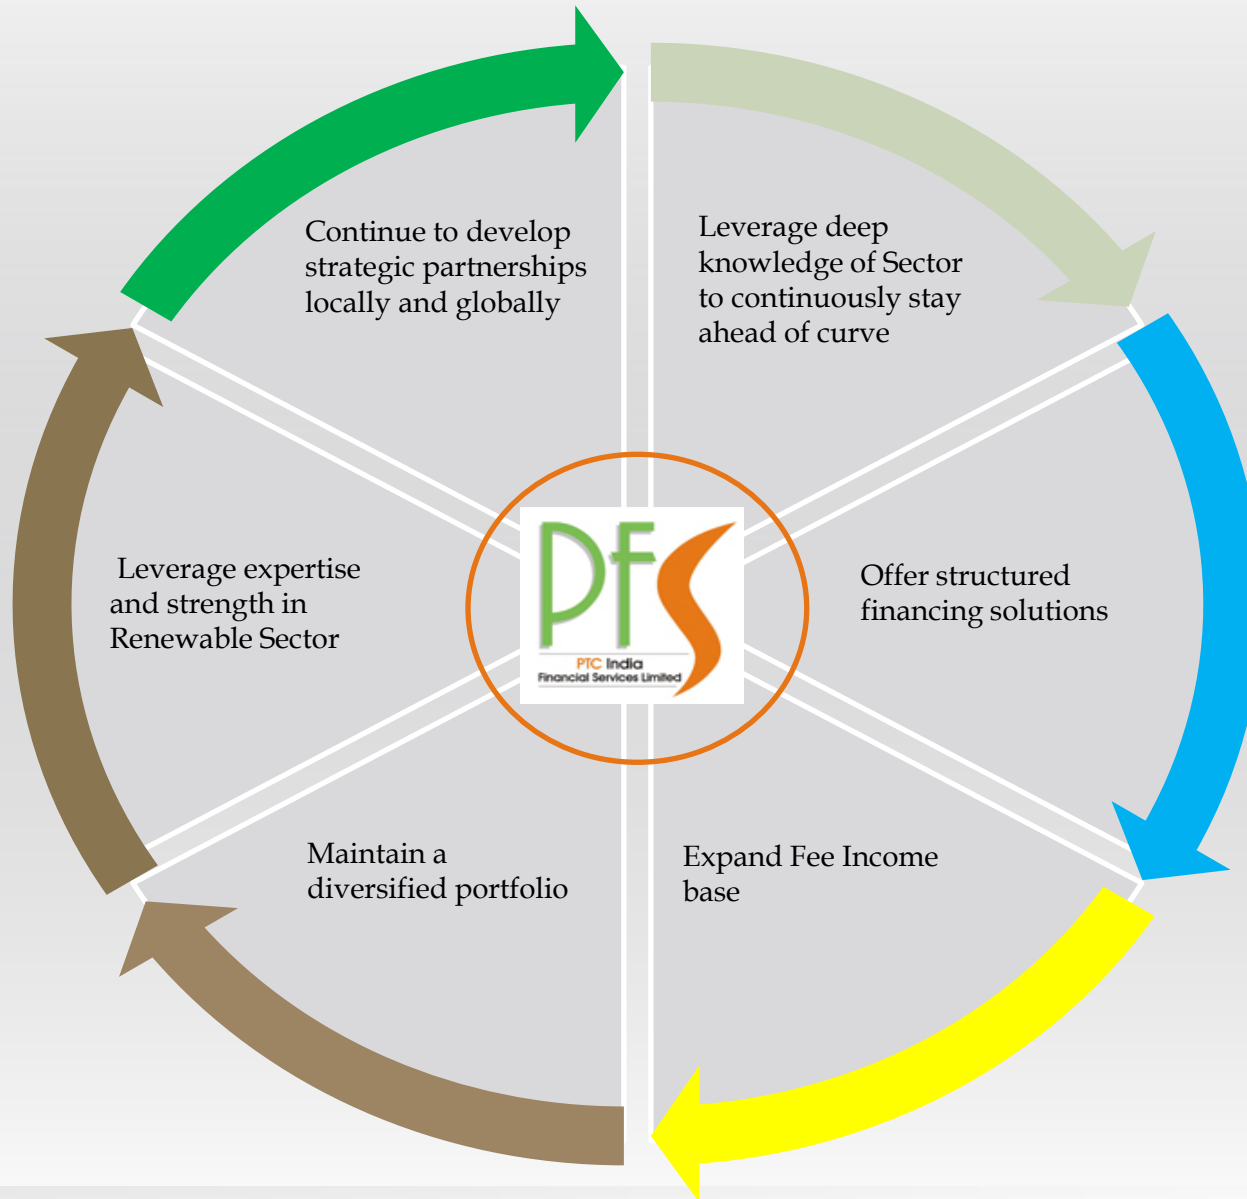 Continue to develop
strategic partnerships
locally and globally
Leverage deep
knowledge of Sector
to continuously stay
ahead of curve
Leverage expertise
and strength in
Renewable Sector
PFS
PTC India
Financial Services Limited
Offer structured
financing solutions
Maintain a
diversified portfolio
Expand Fee Income
base